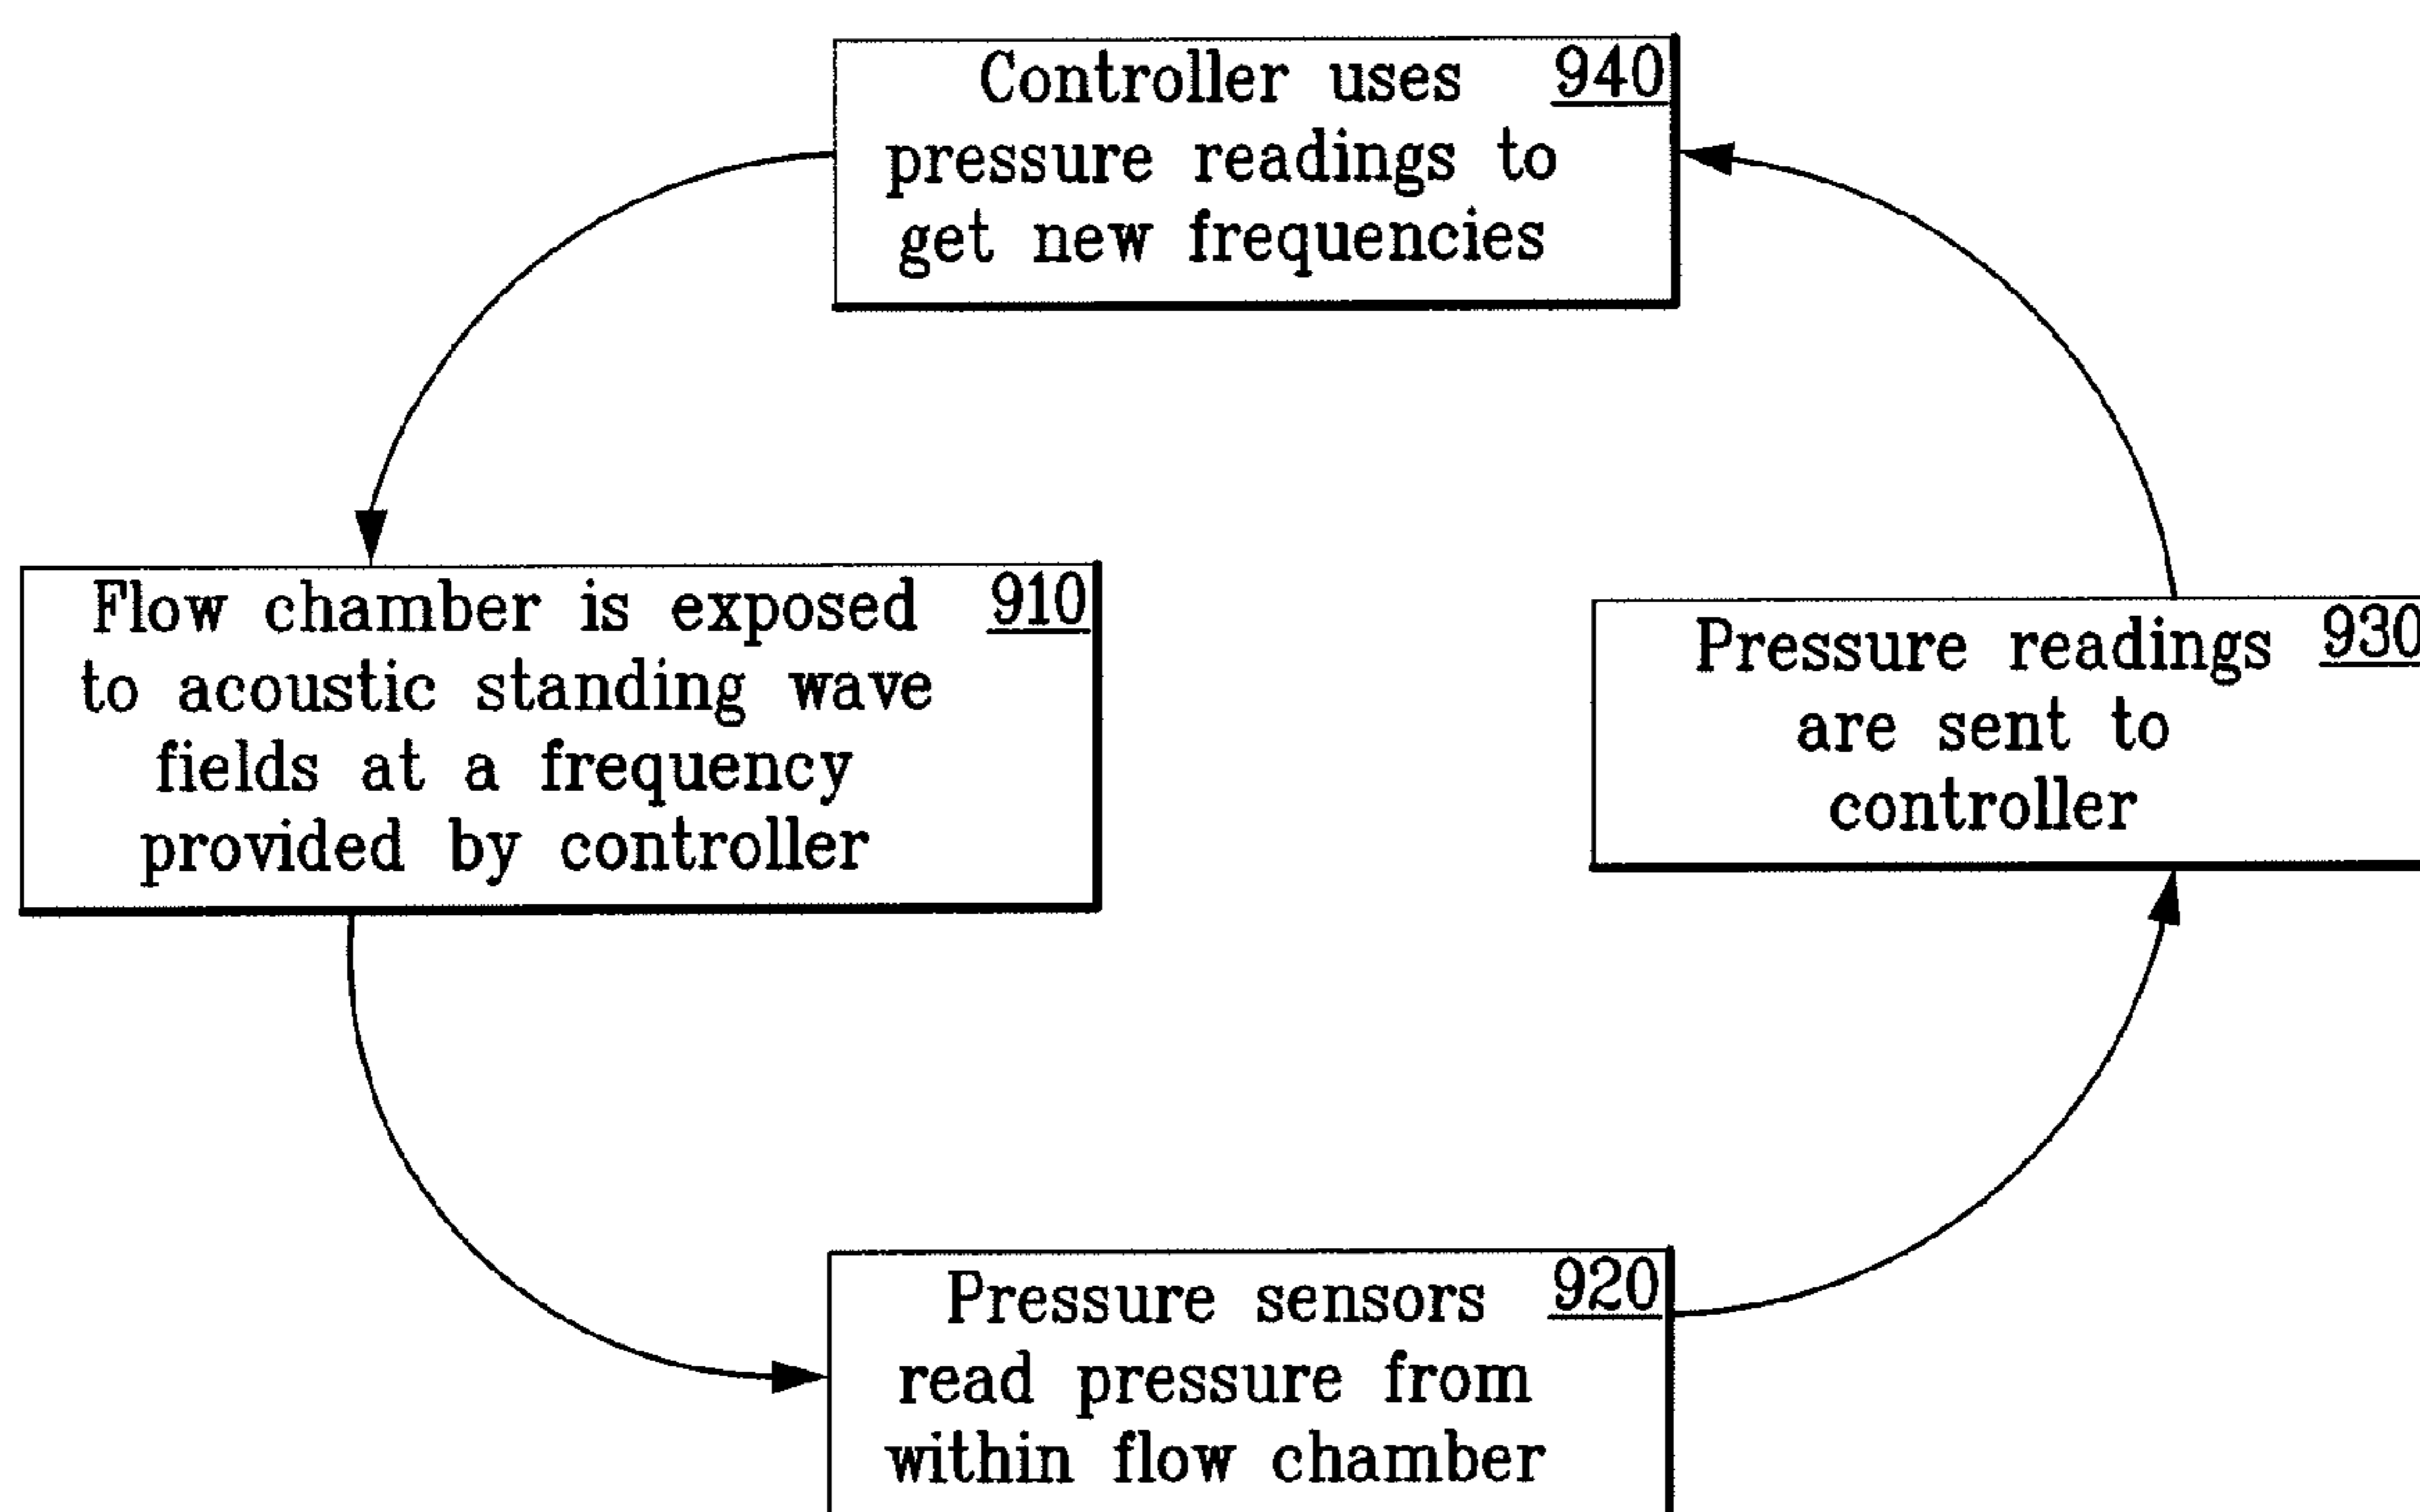 Controller uses 940
pressure readings to
get new frequencies
Flow chamber is exposed 910
to acoustic standing wave
fields at a frequency
provided by controller
Pressure readings 930
are sent to
controller
Pressure sensors 920
read pressure from
within flow chamber